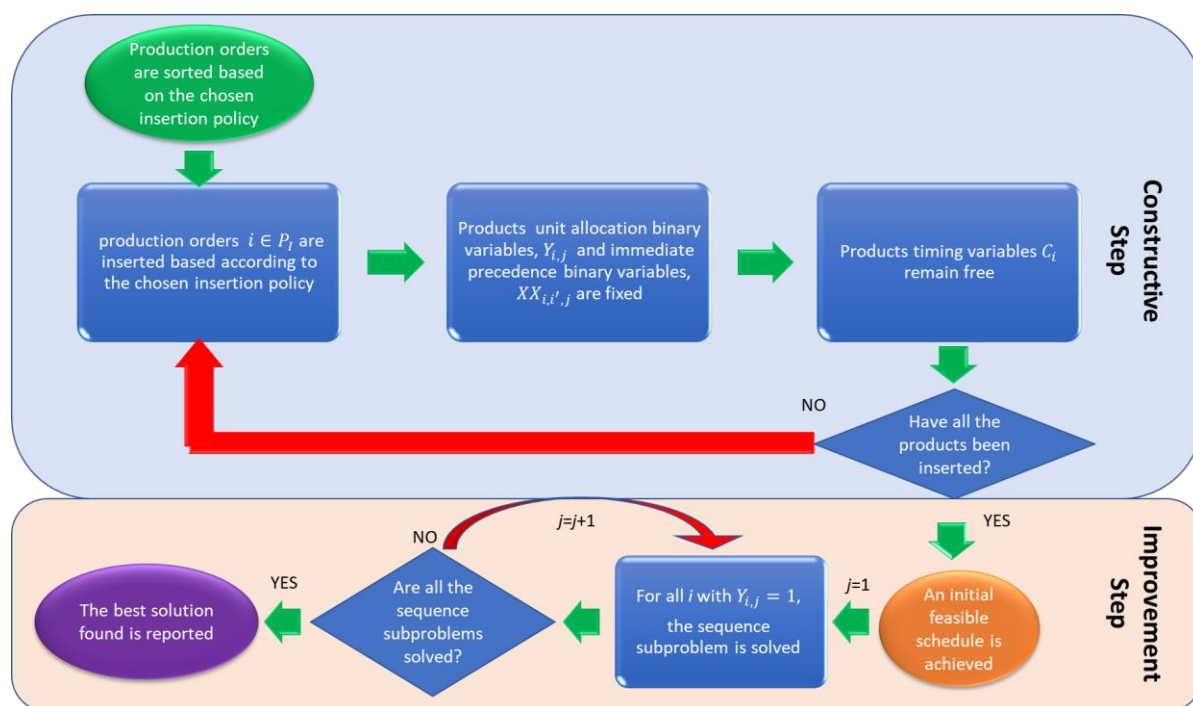 Production orders
are sorted based
on the chosen
insertion policy
production orders i ∈ P_I are
inserted based according to
the chosen insertion policy
Products unit allocation binary
variables, Y_{i,j} and immediate
precedence binary variables,
XX_{i,i',j} are fixed
Products timing variables C_i
remain free
Constructive
Step
NO
Have all the
products been
inserted?
YES
j=j+1
NO
YES
The best solution
found is reported
Are all the
sequence
subproblems
solved?
For all i with Y_{i,j} = 1,
the sequence
subproblem is solved
j=1
An initial
feasible
schedule is
achieved
Improvement
Step